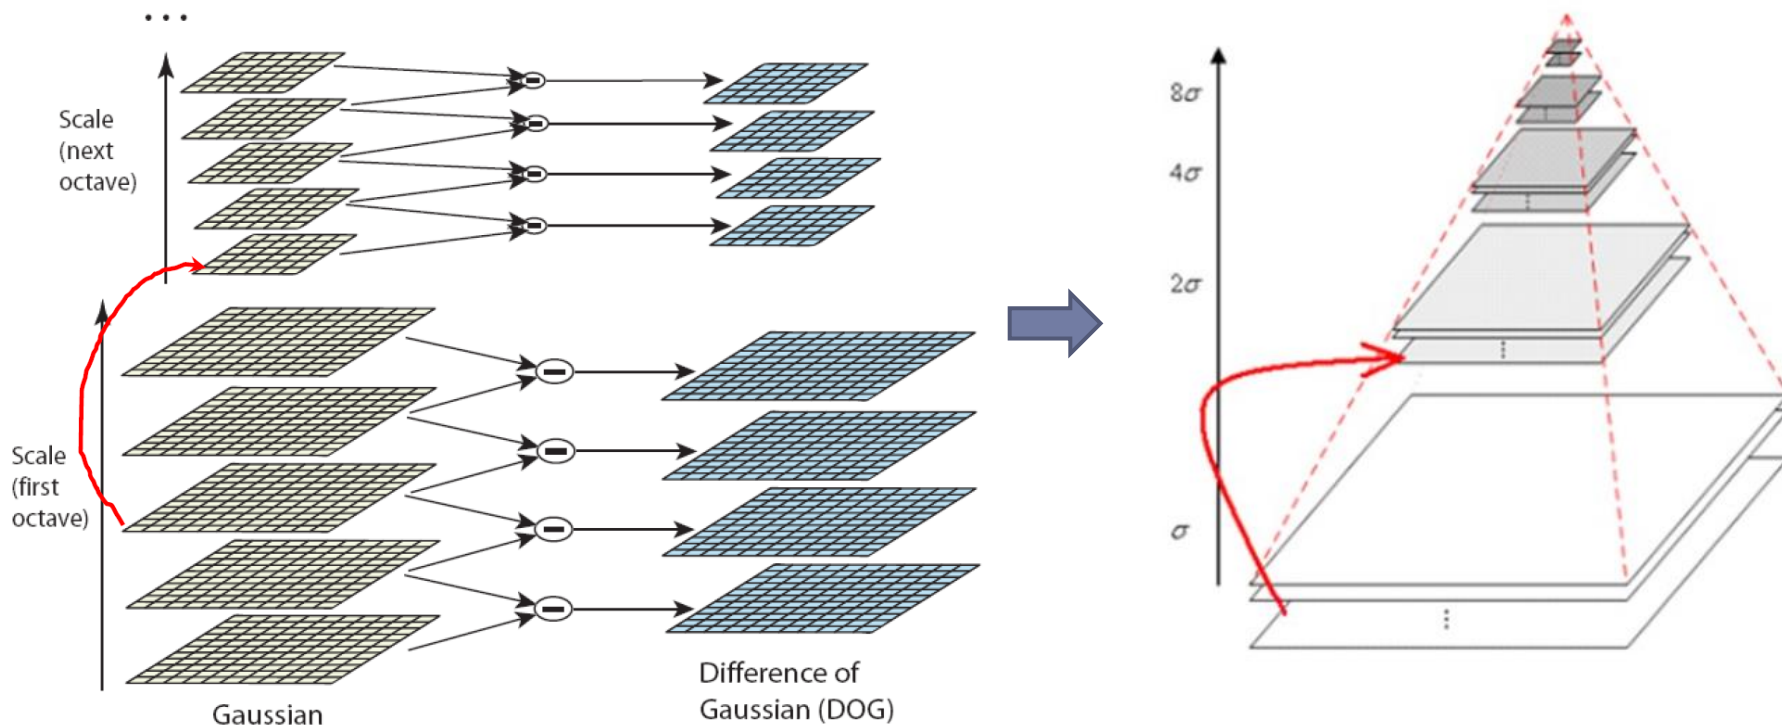 ...
Scale
(next
octave)
Scale
(first
octave)
Gaussian
Difference of
Gaussian (DOG)
8σ
4σ
2σ
σ